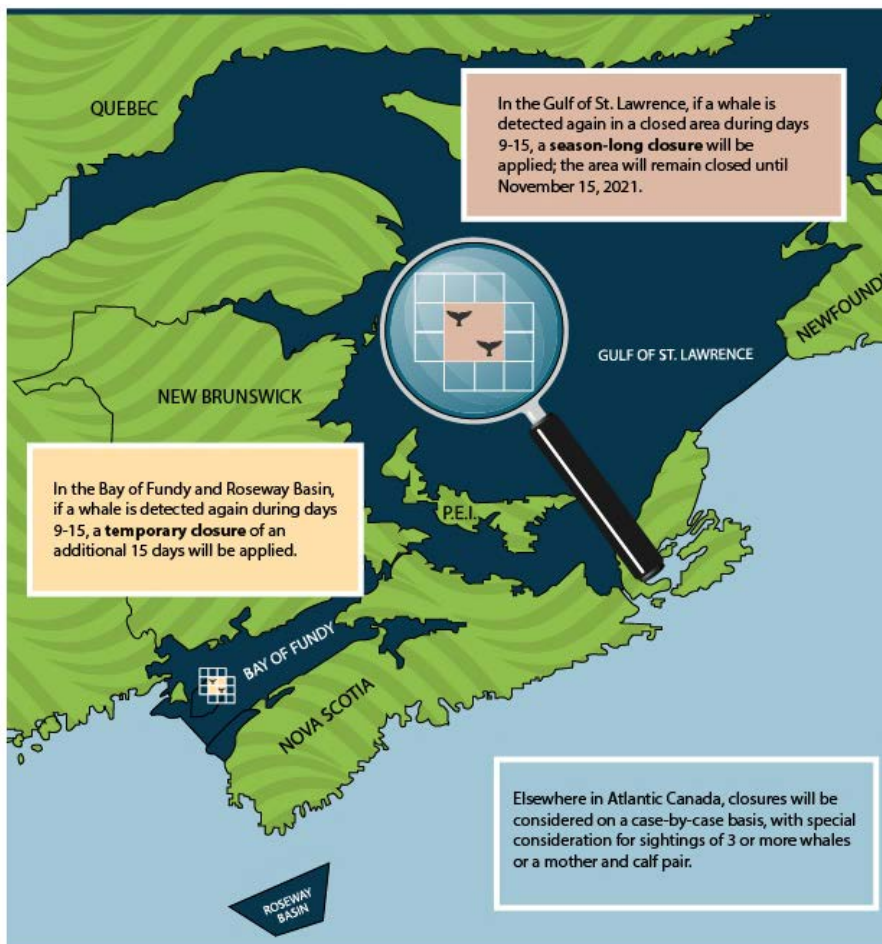 QUEBEC
In the Gulf of St. Lawrence, if a whale is
detected again in a closed area during days
9-15, a season-long closure will be
applied; the area will remain closed until
November 15, 2021.
NEWFOUND
GULF OF ST. LAWRENCE
NEW BRUNSWICK
In the Bay of Fundy and Roseway Basin,
if a whale is detected again during days
9-15, a temporary closure of an
additional 15 days will be applied.
P.E.I.
BAY OF FUNDY
NOVA SCOTIA
Elsewhere in Atlantic Canada, closures will be
considered on a case-by-case basis, with special
consideration for sightings of 3 or more whales
or a mother and calf pair.
ROSEWAY
BASIN